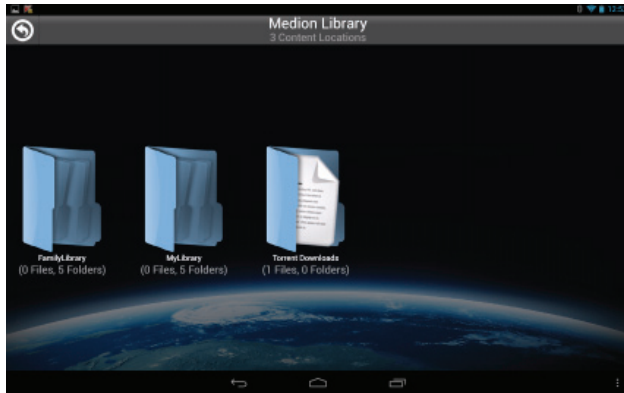 Medion Library
3 Content Locations
FamilyLibrary
(0 Files, 5 Folders)
MyLibrary
(0 Files, 5 Folders)
Torrent Downloads
(1 Files, 0 Folders)